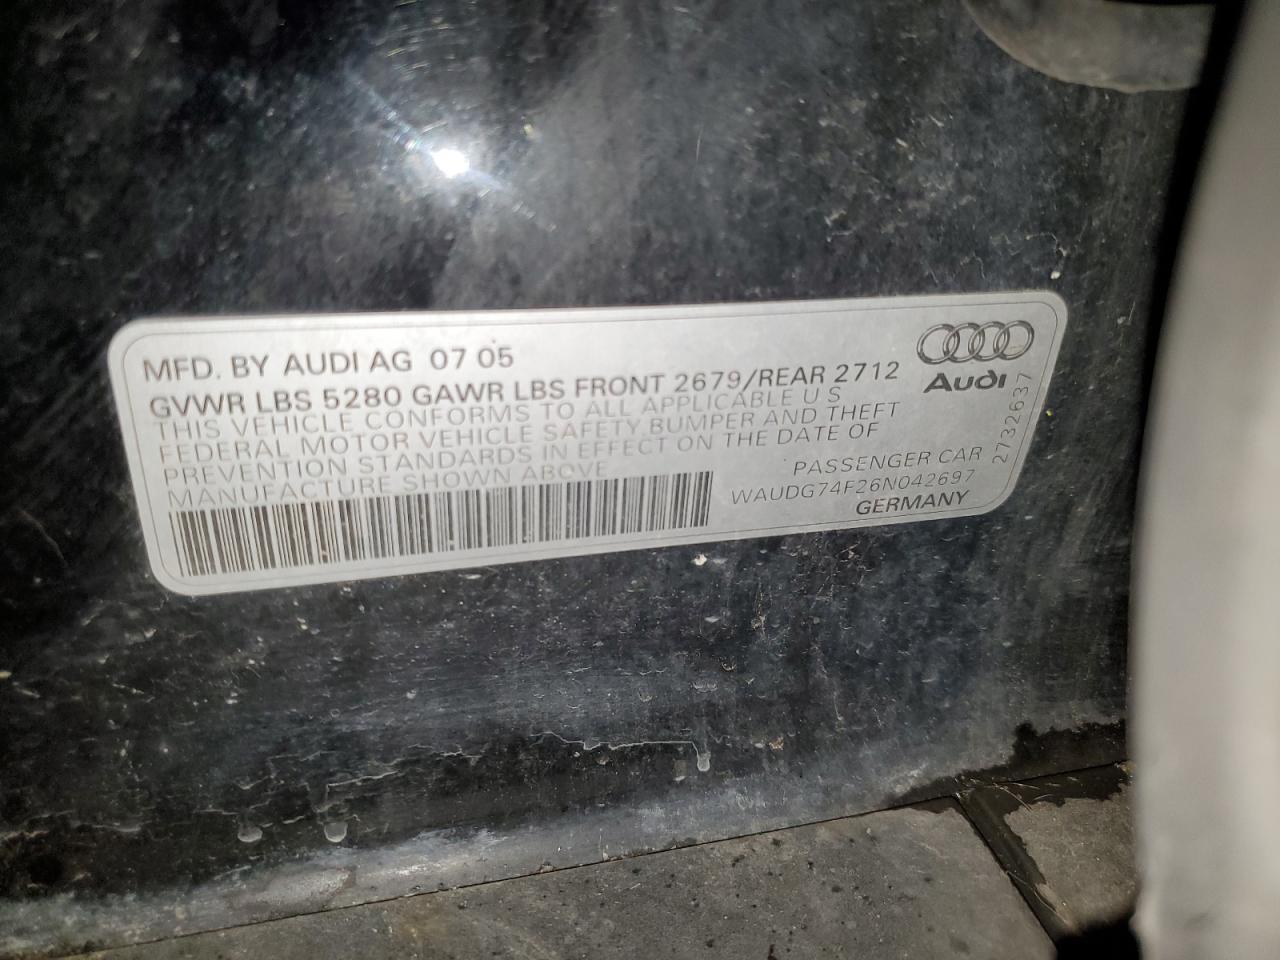 MFD. BY AUDI AG 07 05
GVWR LBS 5280 GAWR LBS FRONT 2679/REAR 2712
THIS VEHICLE CONFORMS TO ALL APPLICABLE U S
FEDERAL MOTOR VEHICLE SAFETY, BUMPER AND THEFT
PREVENTION STANDARDS IN EFFECT ON THE DATE OF
MANUFACTURE SHOWN ABOVE
PASSENGER CAR
WAUDG74F26N042697
GERMANY
Audi
2732637